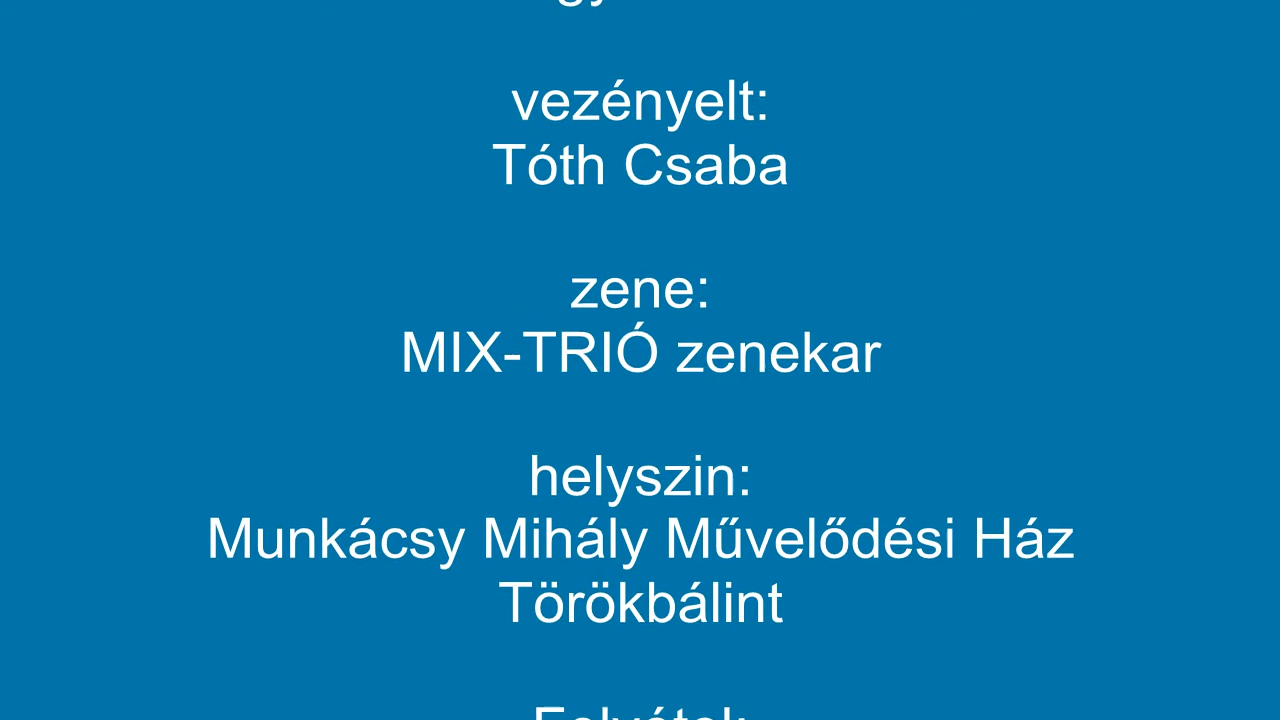 vezényelt:
Tóth Csaba
zene:
MIX-TRIÓ zenekar
helyszin:
Munkácsy Mihály Művelődési Ház
Törökbálint